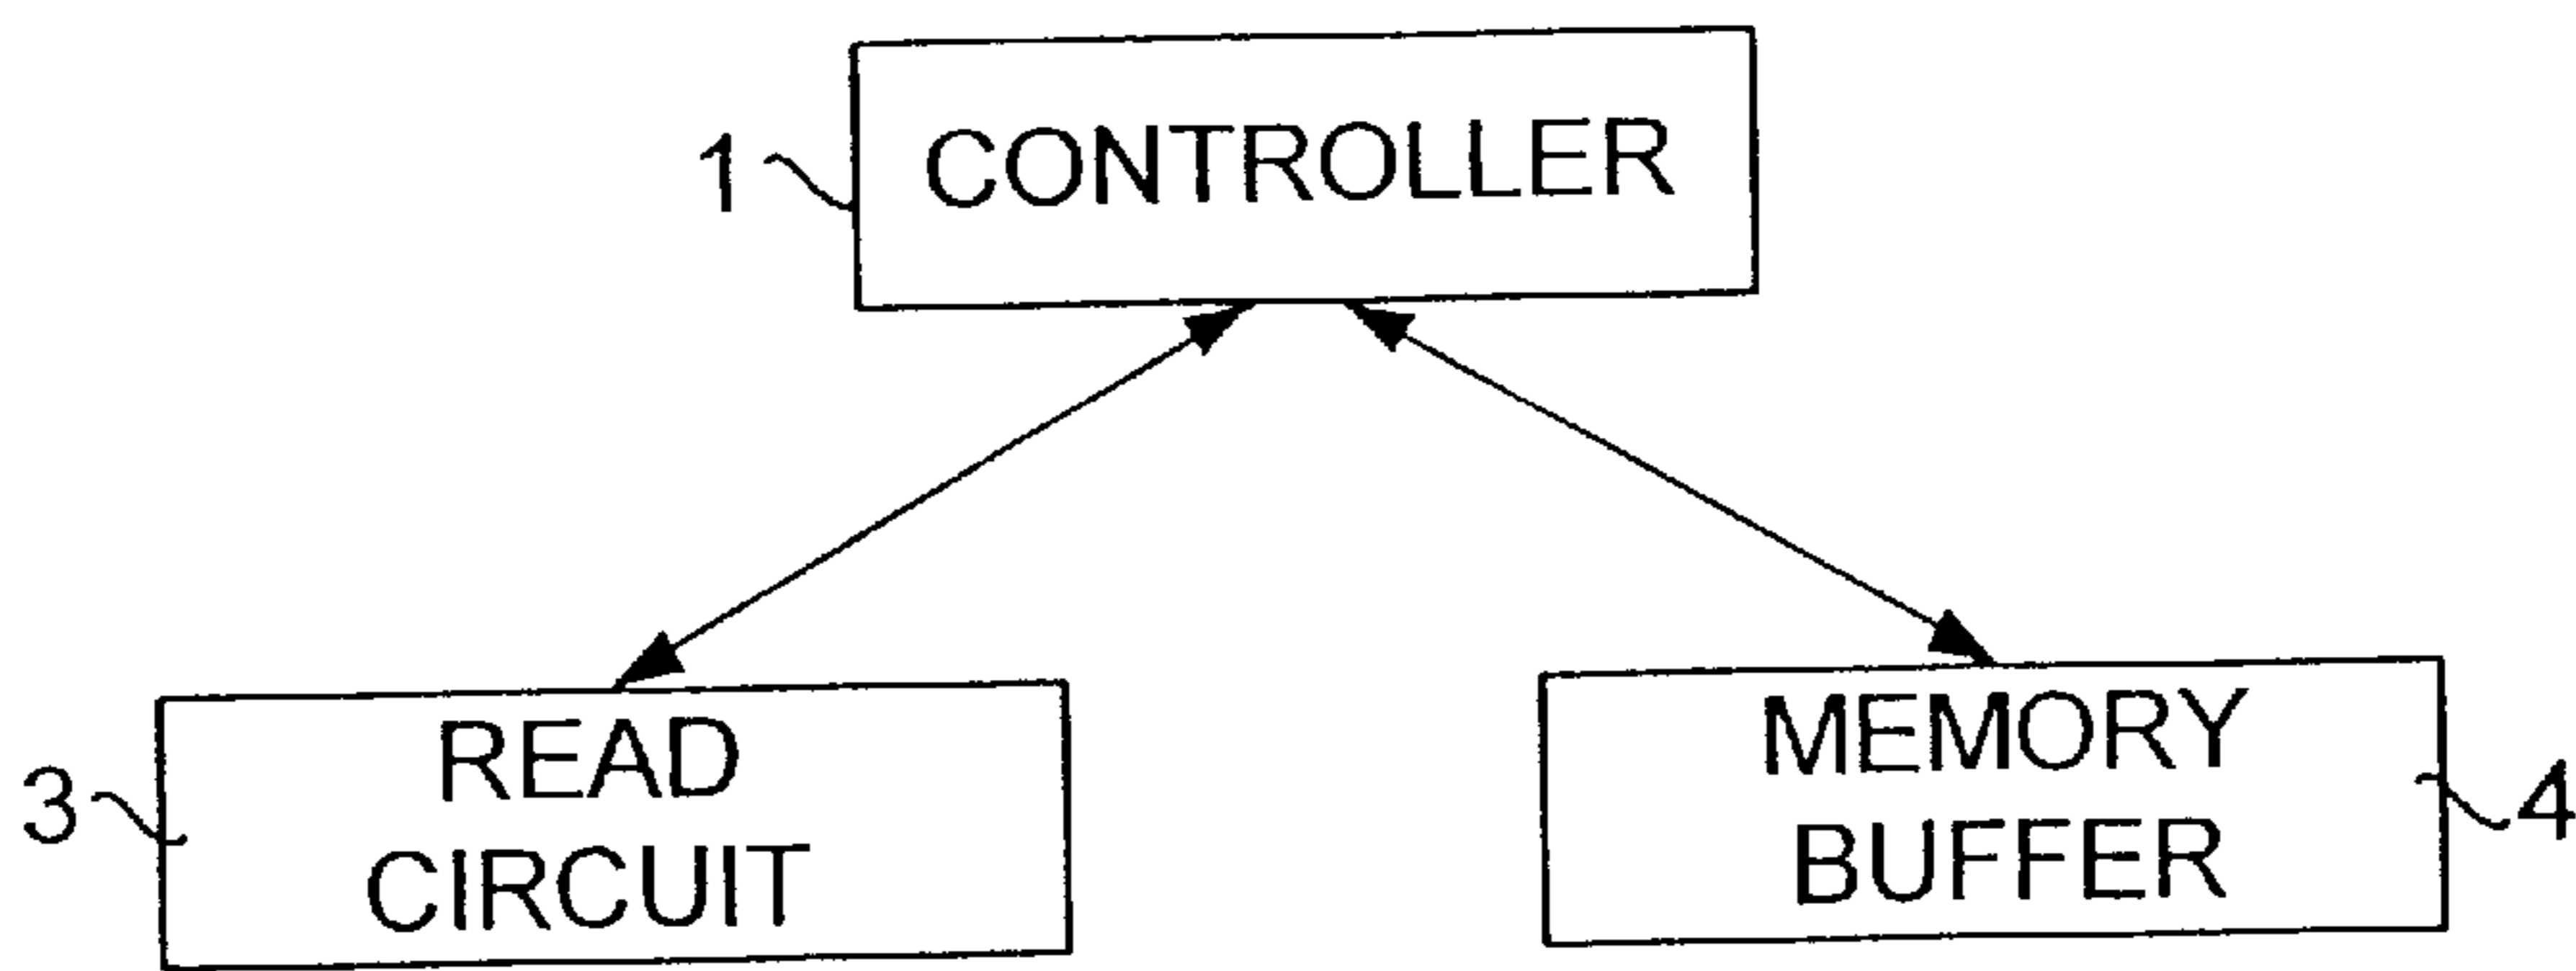 1 CONTROLLER
3 READ
CIRCUIT
MEMORY 4
BUFFER